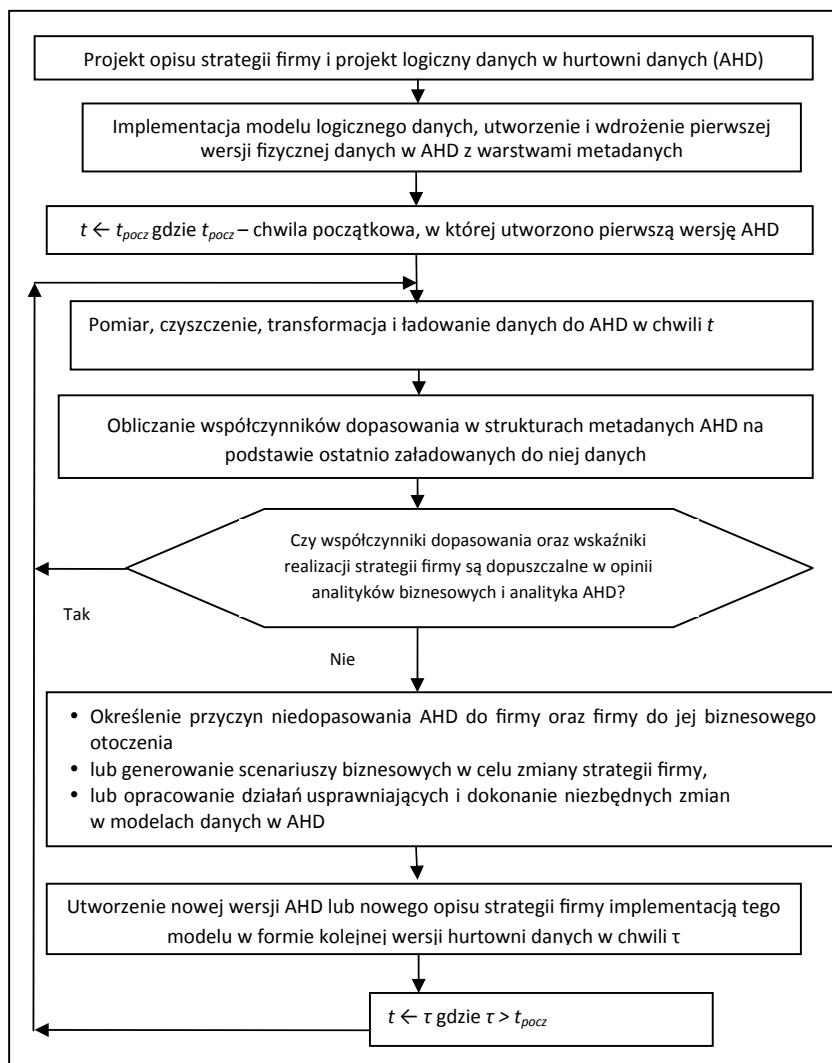 Projekt opisu strategii firmy i projekt logiczny danych w hurtowni danych (AHD)
Implementacja modelu logicznego danych, utworzenie i wdrożenie pierwszej
wersji fizycznej danych w AHD z warstwami metadanych
t ← t_pocz gdzie t_pocz – chwila początkowa, w której utworzono pierwszą wersję AHD
Pomiar, czyszczenie, transformacja i ładowanie danych do AHD w chwili t
Obliczanie współczynników dopasowania w strukturach metadanych AHD na
podstawie ostatnio załadowanych do niej danych
Czy współczynniki dopasowania oraz wskaźniki
realizacji strategii firmy są dopuszczalne w opinii
analityków biznesowych i analityka AHD?
Tak
Nie
• Określenie przyczyn niedopasowania AHD do firmy oraz firmy do jej biznesowego
otoczenia
• lub generowanie scenariuszy biznesowych w celu zmiany strategii firmy,
• lub opracowanie działań usprawniających i dokonanie niezbędnych zmian
w modelach danych w AHD
Utworzenie nowej wersji AHD lub nowego opisu strategii firmy implementacją tego
modelu w formie kolejnej wersji hurtowni danych w chwili τ
t ← τ gdzie τ > t_pocz